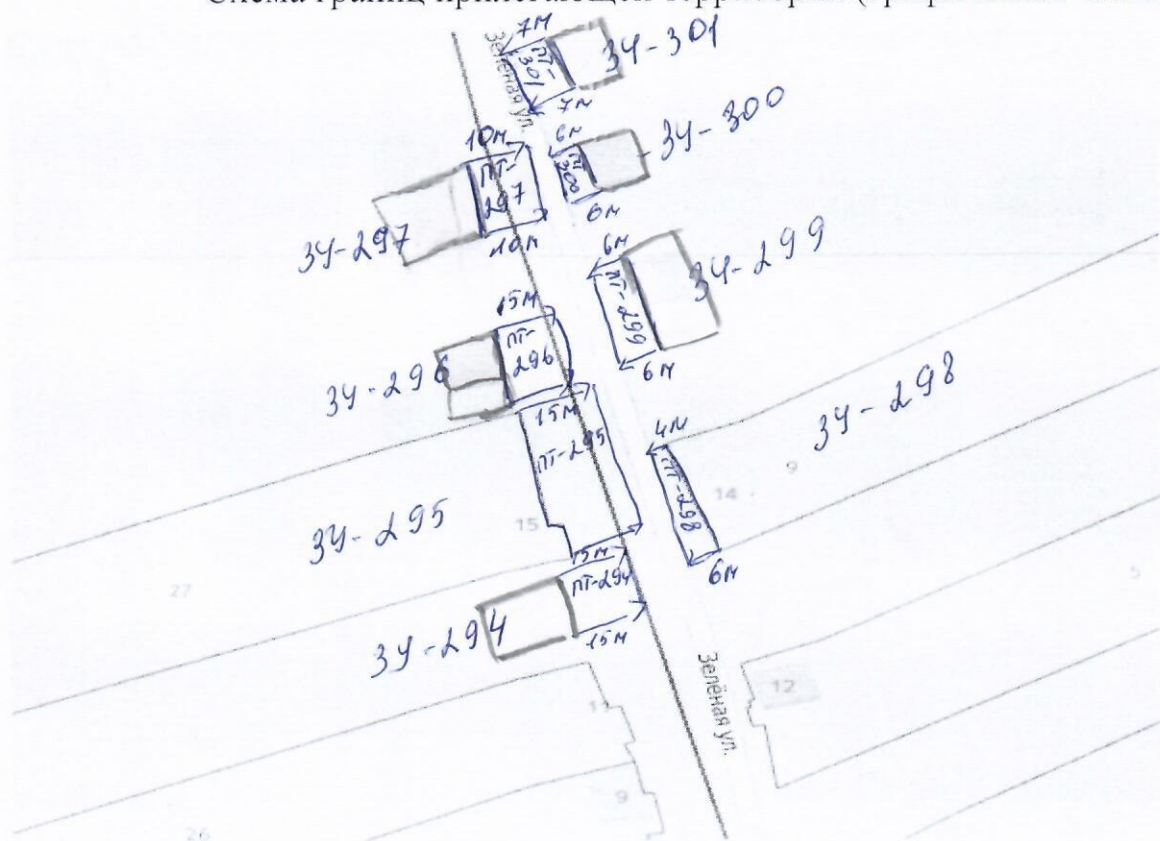 Схема границ прилегающей территории
7м
Зелёная ул.
ПТ-
301
7м
ЗУ-301
10м
ПТ-
297
10м
ЗУ-297
6м
ПТ
300
6м
ЗУ-300
6м
ПТ-299
6м
ЗУ-299
15м
ПТ-
296
15м
ЗУ-296
ПТ-295
ЗУ-295
15
4м
ПТ-298
6м
ЗУ-298
9
14
27
5
15м
ПТ-294
15м
ЗУ-294
Зелёная ул.
12
11
9
26